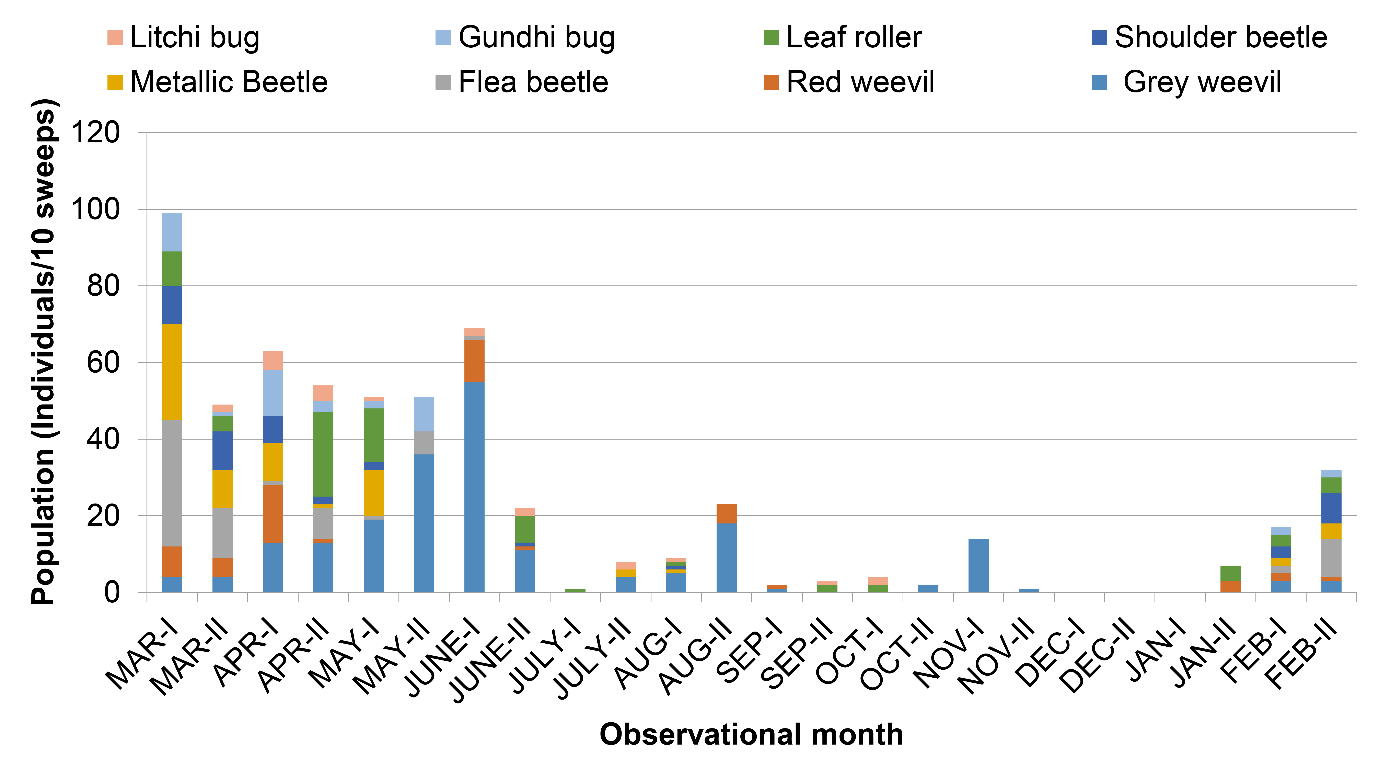 Litchi bug Gundhi bug Leaf roller Shoulder beetle
Metallic Beetle Flea beetle Red weevil Grey weevil
Population (Individuals/10 sweeps)
120
100
80
60
40
20
0
MAR-I MAR-II APR-I APR-II MAY-I MAY-II JUNE-I JUNE-II JULY-I JULY-II AUG-I AUG-II SEP-I SEP-II OCT-I OCT-II NOV-I NOV-II DEC-I DEC-II JAN-I JAN-II FEB-I FEB-II
Observational month